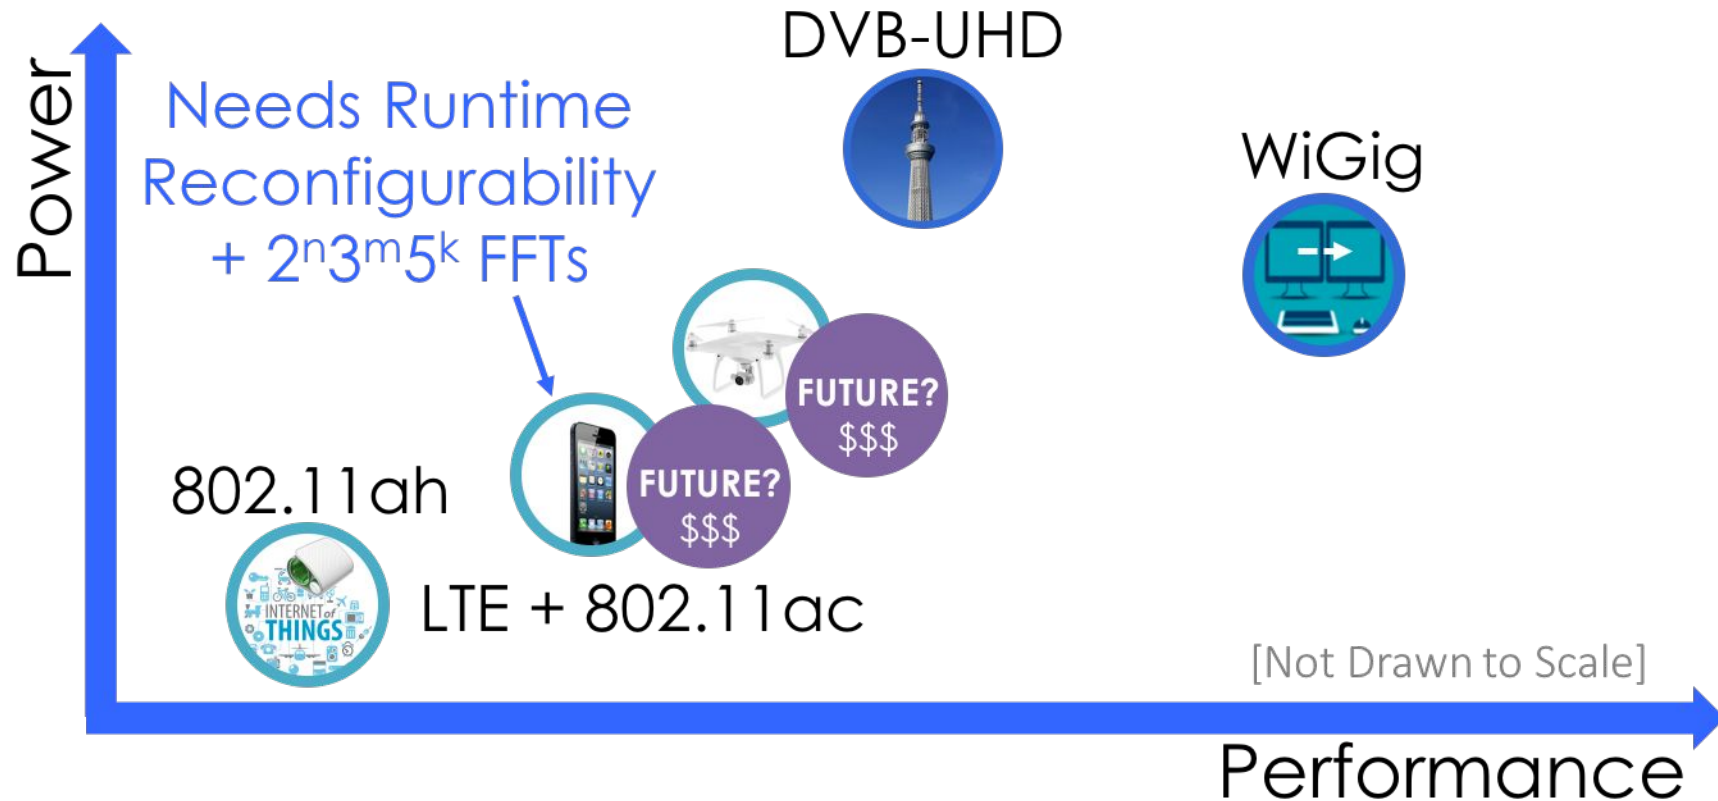 DVB-UHD
Power
Needs Runtime
Reconfigurability
+ 2ⁿ3ᵐ5ᵏ FFTs
WiGig
FUTURE?
$$$
FUTURE?
$$$
802.11ah
INTERNET of
THINGS
LTE + 802.11ac
[Not Drawn to Scale]
Performance